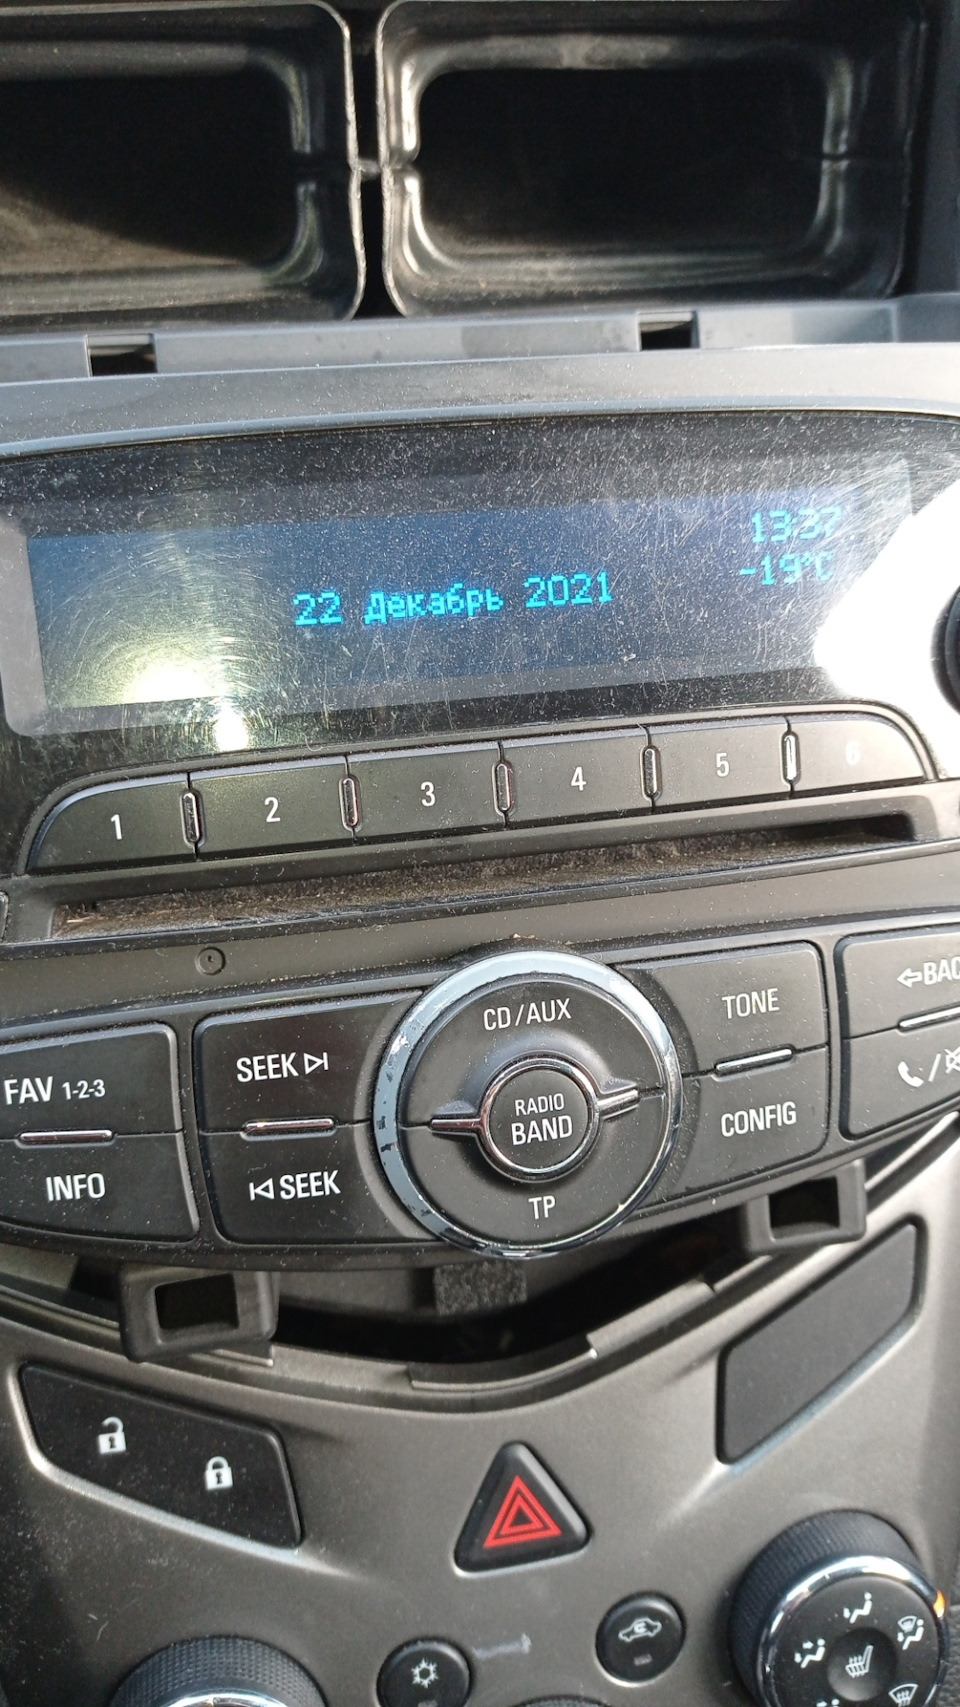 13:37
-19°C
22 Декабрь 2021
1 2 3 4 5 6
CD/AUX
TONE
BAC
SEEK
FAV 1-2-3
RADIO
BAND
CONFIG
INFO
SEEK
TP